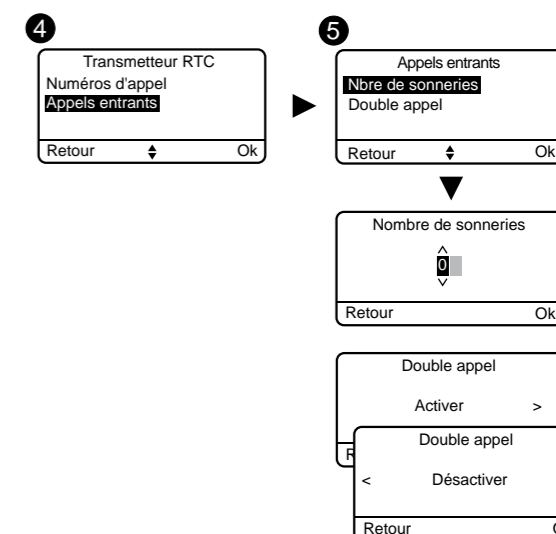 4
Transmetteur RTC
Numéros d'appel
Appels entrants
Retour Ok
5
Appels entrants
Nbre de sonneries
Double appel
Retour Ok
Nombre de sonneries
0
Retour Ok
Double appel
Activer >
Double appel
< Désactiver
Retour